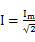 I = Iₘ/√2